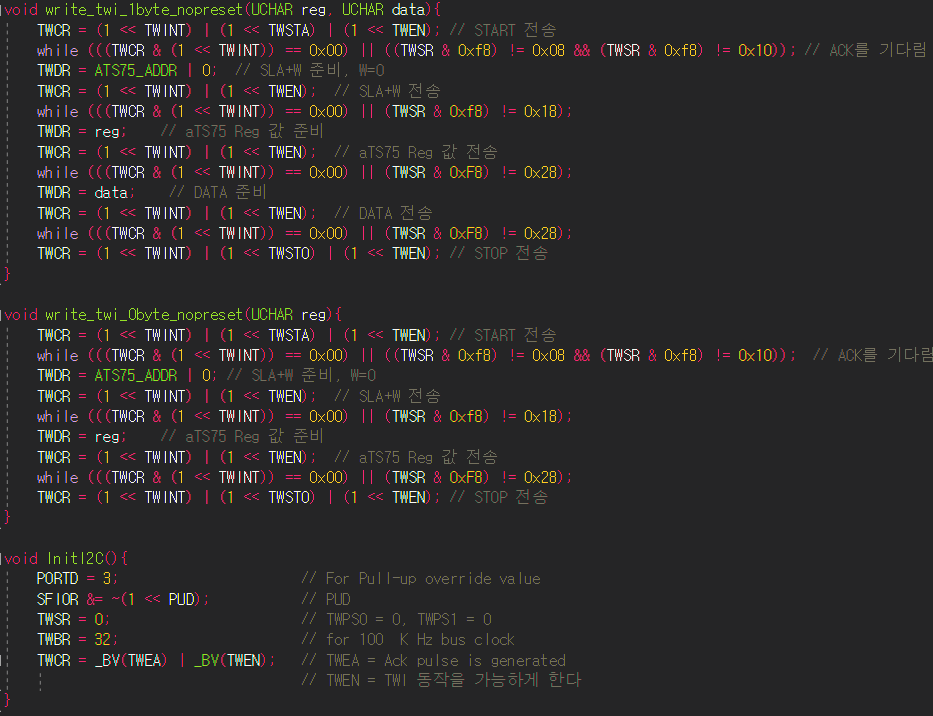 void write_twi_1byte_nopreset(UCHAR reg, UCHAR data){
TWCR = (1 << TWINT) | (1 << TWSTA) | (1 << TWEN); // START 전송
while (((TWCR & (1 << TWINT)) == 0x00) || ((TWSR & 0xf8) != 0x08 && (TWSR & 0xf8) != 0x10)); // ACK를 기다림
TWDR = ATS75_ADDR | 0; // SLA+W 준비, W=0
TWCR = (1 << TWINT) | (1 << TWEN); // SLA+W 전송
while (((TWCR & (1 << TWINT)) == 0x00) || (TWSR & 0xf8) != 0x18);
TWDR = reg; // aTS75 Reg 값 준비
TWCR = (1 << TWINT) | (1 << TWEN); // aTS75 Reg 값 전송
while (((TWCR & (1 << TWINT)) == 0x00) || (TWSR & 0xF8) != 0x28);
TWDR = data; // DATA 준비
TWCR = (1 << TWINT) | (1 << TWEN); // DATA 전송
while (((TWCR & (1 << TWINT)) == 0x00) || (TWSR & 0xF8) != 0x28);
TWCR = (1 << TWINT) | (1 << TWSTO) | (1 << TWEN); // STOP 전송
}
void write_twi_0byte_nopreset(UCHAR reg){
TWCR = (1 << TWINT) | (1 << TWSTA) | (1 << TWEN); // START 전송
while (((TWCR & (1 << TWINT)) == 0x00) || ((TWSR & 0xf8) != 0x08 && (TWSR & 0xf8) != 0x10)); // ACK를 기다림
TWDR = ATS75_ADDR | 0; // SLA+W 준비, W=0
TWCR = (1 << TWINT) | (1 << TWEN); // SLA+W 전송
while (((TWCR & (1 << TWINT)) == 0x00) || (TWSR & 0xf8) != 0x18);
TWDR = reg; // aTS75 Reg 값 준비
TWCR = (1 << TWINT) | (1 << TWEN); // aTS75 Reg 값 전송
while (((TWCR & (1 << TWINT)) == 0x00) || (TWSR & 0xF8) != 0x28);
TWCR = (1 << TWINT) | (1 << TWSTO) | (1 << TWEN); // STOP 전송
}
void InitI2C(){
PORTD = 3; // For Pull-up override value
SFIOR &= ~(1 << PUD); // PUD
TWSR = 0; // TWPS0 = 0, TWPS1 = 0
TWBR = 32; // for 100 K Hz bus clock
TWCR = _BV(TWEA) | _BV(TWEN); // TWEA = Ack pulse is generated
// TWEN = TWI 동작을 가능하게 한다
}